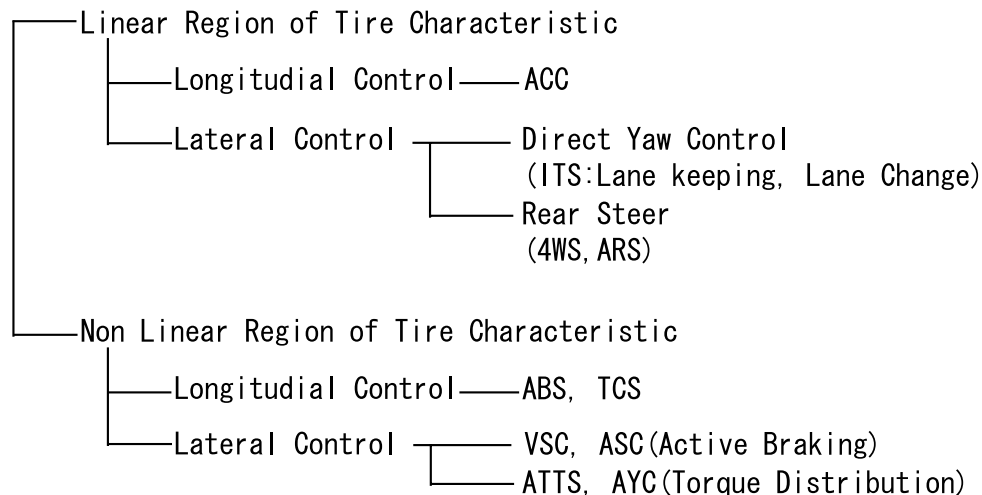 Linear Region of Tire Characteristic
Longitudial Control ACC
Lateral Control Direct Yaw Control
(ITS:Lane keeping, Lane Change)
Rear Steer
(4WS, ARS)
Non Linear Region of Tire Characteristic
Longitudial Control ABS, TCS
Lateral Control VSC, ASC(Active Braking)
ATTS, AYC(Torque Distribution)